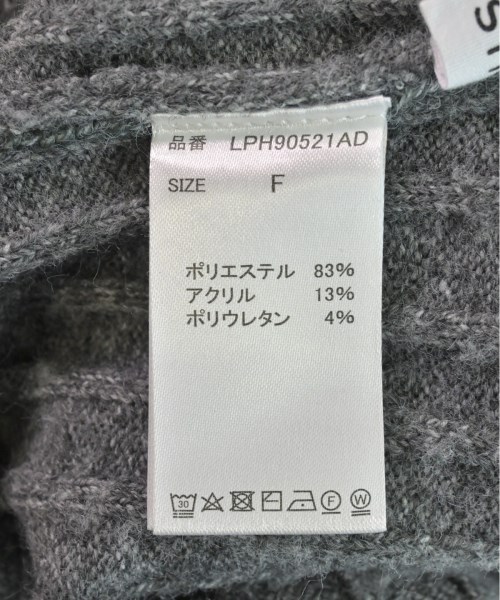 品番 LPH90521AD
SIZE F
ポリエステル 83%
アクリル 13%
ポリウレタン 4%
30 F W